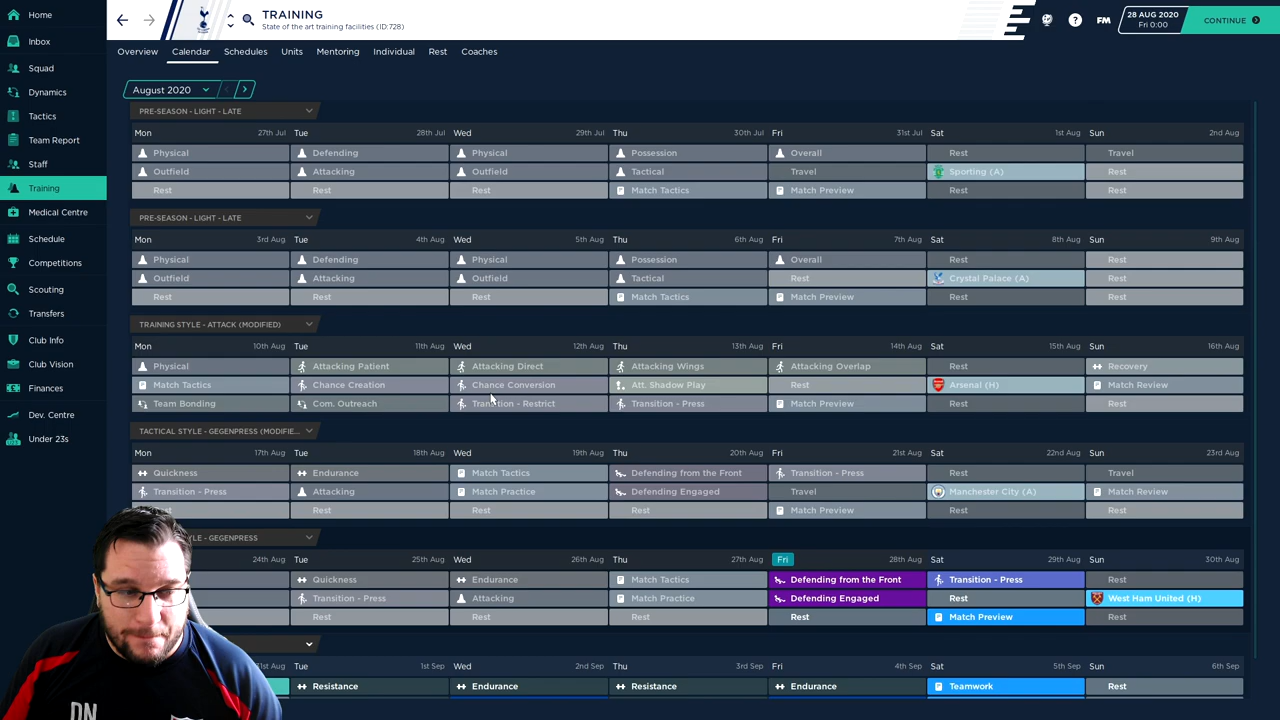 Home
TRAINING
State of the art training facilities (ID:728)
FM
28 AUG 2020
Fri 0:00
CONTINUE
Inbox
Squad
Dynamics
Tactics
Team Report
Staff
Training
Medical Centre
Schedule
Competitions
Scouting
Transfers
Club Info
Club Vision
Finances
Dev. Centre
Under 23s
Overview Calendar Schedules Units Mentoring Individual Rest Coaches
August 2020
PRE-SEASON - LIGHT - LATE
Mon 27th Jul Tue 28th Jul Wed 29th Jul Thu 30th Jul Fri 31st Jul Sat 1st Aug Sun 2nd Aug
Physical Defending Physical Possession Overall Rest Travel
Outfield Attacking Outfield Tactical Travel Sporting (A) Rest
Rest Rest Rest Match Tactics Match Preview Rest Rest
PRE-SEASON - LIGHT - LATE
Mon 3rd Aug Tue 4th Aug Wed 5th Aug Thu 6th Aug Fri 7th Aug Sat 8th Aug Sun 9th Aug
Physical Defending Physical Possession Overall Rest Rest
Outfield Attacking Outfield Tactical Rest Crystal Palace (A) Rest
Rest Rest Rest Match Tactics Match Preview Rest Rest
TRAINING STYLE - ATTACK (MODIFIED)
Mon 10th Aug Tue 11th Aug Wed 12th Aug Thu 13th Aug Fri 14th Aug Sat 15th Aug Sun 16th Aug
Physical Attacking Patient Attacking Direct Attacking Wings Attacking Overlap Rest Recovery
Match Tactics Chance Creation Chance Conversion Att. Shadow Play Rest Arsenal (H) Match Review
Team Bonding Com. Outreach Transition - Restrict Transition - Press Match Preview Rest Rest
TACTICAL STYLE - GEGENPRESS (MODIFIE...
Mon 17th Aug Tue 18th Aug Wed 19th Aug Thu 20th Aug Fri 21st Aug Sat 22nd Aug Sun 23rd Aug
Quickness Endurance Match Tactics Defending from the Front Transition - Press Rest Travel
Transition - Press Attacking Match Practice Defending Engaged Travel Manchester City (A) Match Review
Rest Rest Rest Match Preview Rest Rest
STYLE - GEGENPRESS
24th Aug Tue 25th Aug Wed 26th Aug Thu 27th Aug Fri 28th Aug Sat 29th Aug Sun 30th Aug
Quickness Endurance Match Tactics Defending from the Front Transition - Press Rest
Transition - Press Attacking Match Practice Defending Engaged Rest West Ham United (H)
Rest Rest Rest Rest Match Preview Rest
31st Aug Tue 1st Sep Wed 2nd Sep Thu 3rd Sep Fri 4th Sep Sat 5th Sep Sun 6th Sep
Resistance Endurance Resistance Endurance Teamwork Rest
DN